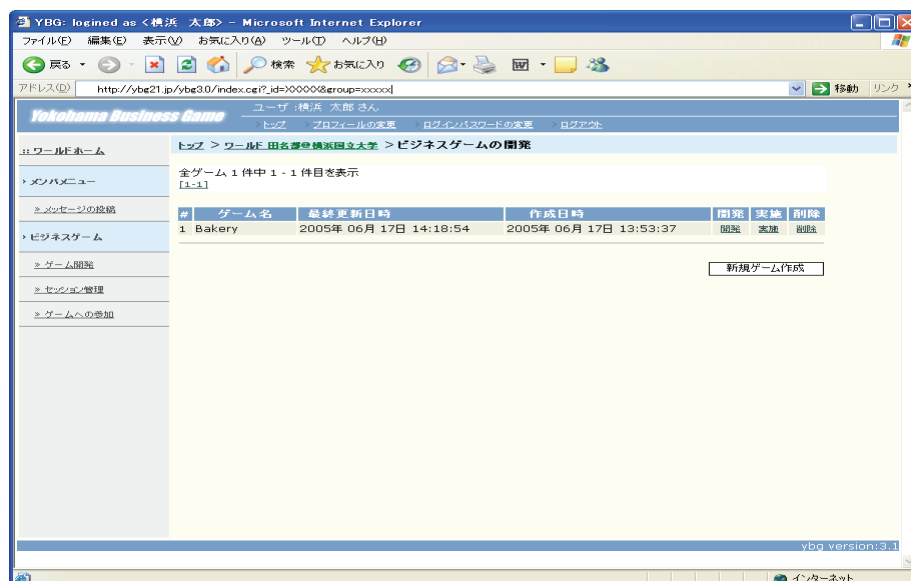 YBG: logined as <横浜 太郎> - Microsoft Internet Explorer
ファイル(F) 編集(E) 表示(V) お気に入り(A) ツール(T) ヘルプ(H)
戻る 検索 お気に入り
アドレス(D) http://ybg21.jp/ybg3.0/index.cgi?_id=XXXXX&group=xxxxx 移動 リンク
Yokohama Business Game
ユーザ :横浜 太郎 さん
トップ プロフィールの変更 ログインパスワードの変更 ログアウト
:: ワールドホーム
トップ > ワールド 田名部@横浜国立大学 > ビジネスゲームの開発
› メンバメニュー
全ゲーム 1 件中 1 - 1 件目を表示
[1-1]
» メッセージの投稿
# ゲーム名 最終更新日時 作成日時 開発 実施 削除
1 Bakery 2005年 06月 17日 14:18:54 2005年 06月 17日 13:53:37 開発 実施 削除
› ビジネスゲーム
» ゲーム開発
新規ゲーム作成
» セッション管理
» ゲームへの参加
ybg version:3.1
インターネット